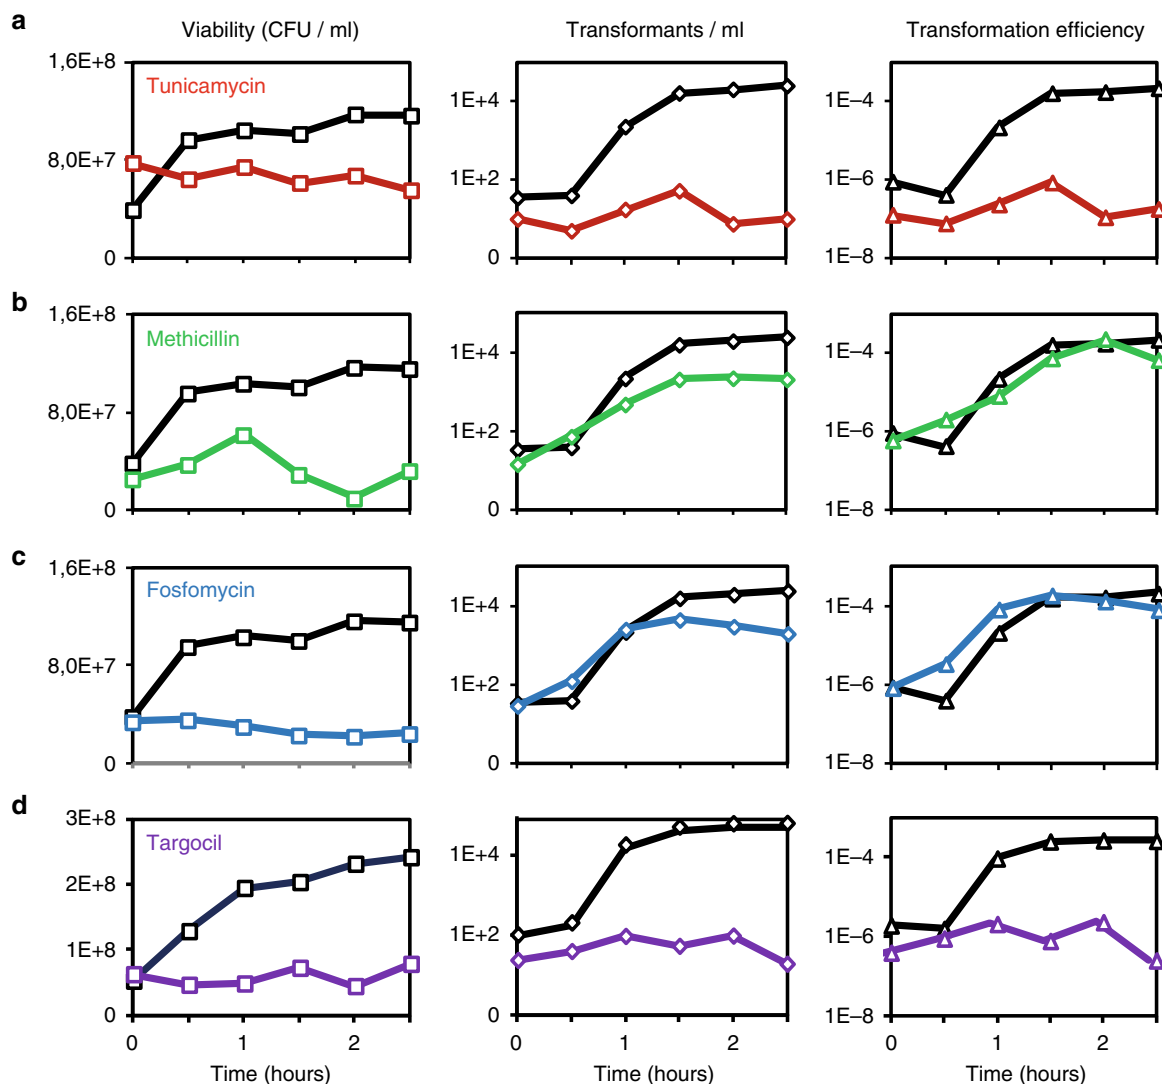 a
Viability (CFU / ml)
Transformants / ml
Transformation efficiency
1,6E+8
8,0E+7
0
Tunicamycin
1E+4
1E+2
0
1E–4
1E–6
1E–8
b
1,6E+8
8,0E+7
0
Methicillin
1E+4
1E+2
0
1E–4
1E–6
1E–8
c
1,6E+8
8,0E+7
0
Fosfomycin
1E+4
1E+2
0
1E–4
1E–6
1E–8
d
3E+8
2E+8
1E+8
0
Targocil
1E+4
1E+2
0
1E–4
1E–6
1E–8
0 1 2
0 1 2
0 1 2
Time (hours)
Time (hours)
Time (hours)